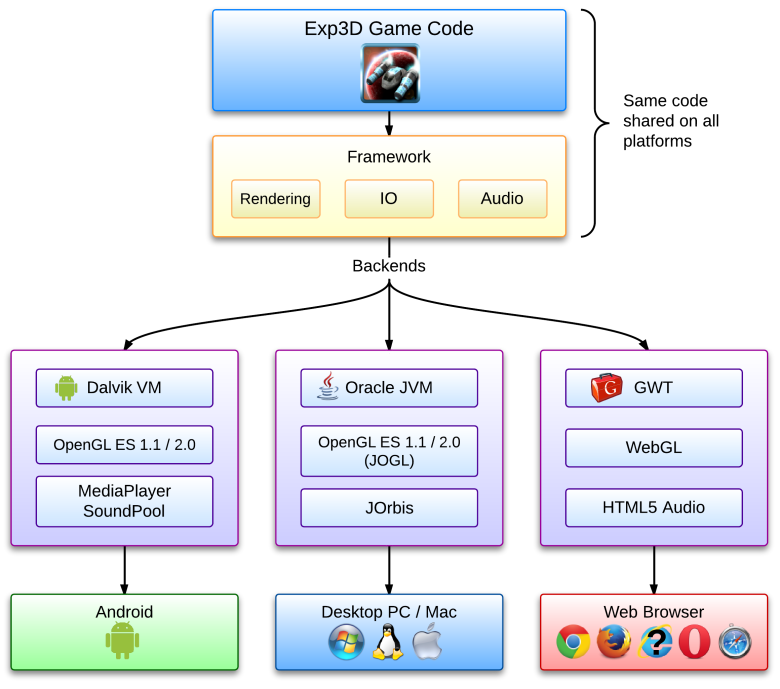 Exp3D Game Code
Same code
shared on all
platforms
Framework
Rendering
IO
Audio
Backends
Dalvik VM
OpenGL ES 1.1 / 2.0
MediaPlayer
SoundPool
Oracle JVM
OpenGL ES 1.1 / 2.0
(JOGL)
JOrbis
G
GWT
WebGL
HTML5 Audio
Android
Desktop PC / Mac
Web Browser
?